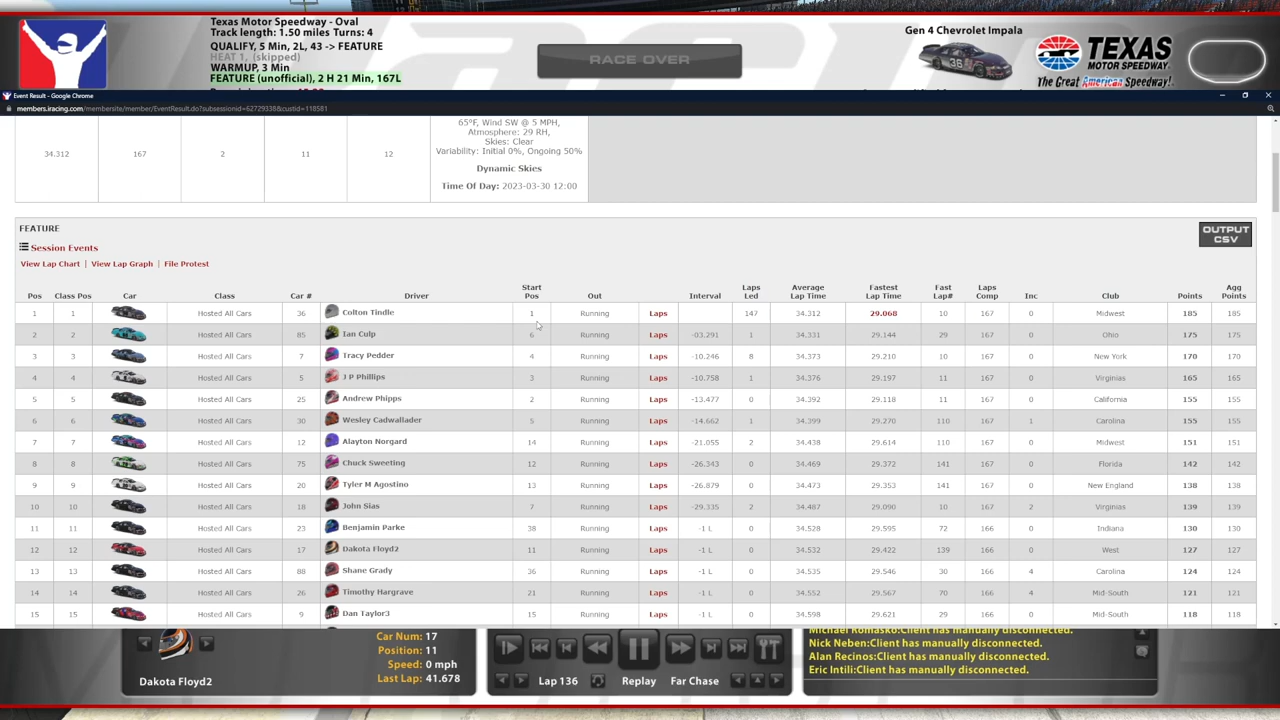 Texas Motor Speedway - Oval
Track length: 1.50 miles Turns: 4
QUALIFY, 5 Min, 2L, 43 -> FEATURE
HEAT 1, (skipped)
WARMUP, 3 Min
FEATURE (unofficial), 2 H 21 Min, 167L
RACE OVER
Gen 4 Chevrolet Impala
TEXAS
MOTOR SPEEDWAY
The Great American Speedway!
Event Result - Google Chrome
members.iracing.com/membersite/member/EventResult.do?subsessionid=62729338&custid=118581
65°F, Wind SW @ 5 MPH,
Atmosphere: 29 RH,
Skies: Clear
Variability: Initial 0%, Ongoing 50%
34.312 167 2 11 12
Dynamic Skies
Time Of Day: 2023-03-30 12:00
FEATURE
Session Events
OUTPUT
CSV
View Lap Chart | View Lap Graph | File Protest
Pos Class Pos Car Class Car # Driver Start Pos Out Interval Laps Led Average Lap Time Fastest Lap Time Fast Lap# Laps Comp Inc Club Points Agg Points
1 1 Hosted All Cars 36 Colton Tindle 1 Running Laps 147 34.312 29.068 10 167 0 Midwest 185 185
2 2 Hosted All Cars 85 Ian Culp 6 Running Laps -03.291 1 34.331 29.144 29 167 0 Ohio 175 175
3 3 Hosted All Cars 7 Tracy Pedder 4 Running Laps -10.246 8 34.373 29.210 10 167 0 New York 170 170
4 4 Hosted All Cars 5 J P Phillips 3 Running Laps -10.758 1 34.376 29.197 11 167 0 Virginias 165 165
5 5 Hosted All Cars 25 Andrew Phipps 2 Running Laps -13.477 0 34.392 29.118 11 167 0 California 155 155
6 6 Hosted All Cars 30 Wesley Cadwallader 5 Running Laps -14.662 1 34.399 29.270 110 167 1 Carolina 155 155
7 7 Hosted All Cars 12 Alayton Norgard 14 Running Laps -21.055 2 34.438 29.614 110 167 0 Midwest 151 151
8 8 Hosted All Cars 75 Chuck Sweeting 12 Running Laps -26.343 0 34.469 29.372 141 167 0 Florida 142 142
9 9 Hosted All Cars 20 Tyler M Agostino 13 Running Laps -26.879 0 34.473 29.353 141 167 0 New England 138 138
10 10 Hosted All Cars 18 John Sias 7 Running Laps -29.335 2 34.487 29.090 10 167 2 Virginias 139 139
11 11 Hosted All Cars 23 Benjamin Parke 38 Running Laps -1 L 0 34.528 29.595 72 166 0 Indiana 130 130
12 12 Hosted All Cars 17 Dakota Floyd2 11 Running Laps -1 L 0 34.532 29.422 139 166 0 West 127 127
13 13 Hosted All Cars 88 Shane Grady 36 Running Laps -1 L 0 34.535 29.546 30 166 4 Carolina 124 124
14 14 Hosted All Cars 26 Timothy Hargrave 21 Running Laps -1 L 0 34.552 29.567 70 166 4 Mid-South 121 121
15 15 Hosted All Cars 9 Dan Taylor3 15 Running Laps -1 L 0 34.598 29.621 29 166 0 Mid-South 118 118
Dakota Floyd2
Car Num: 17
Position: 11
Speed: 0 mph
Last Lap: 41.678
Lap 136 Replay Far Chase
Michael Romasko:Client has manually disconnected.
Nick Neben:Client has manually disconnected.
Alan Recinos:Client has manually disconnected.
Eric Intili:Client has manually disconnected.